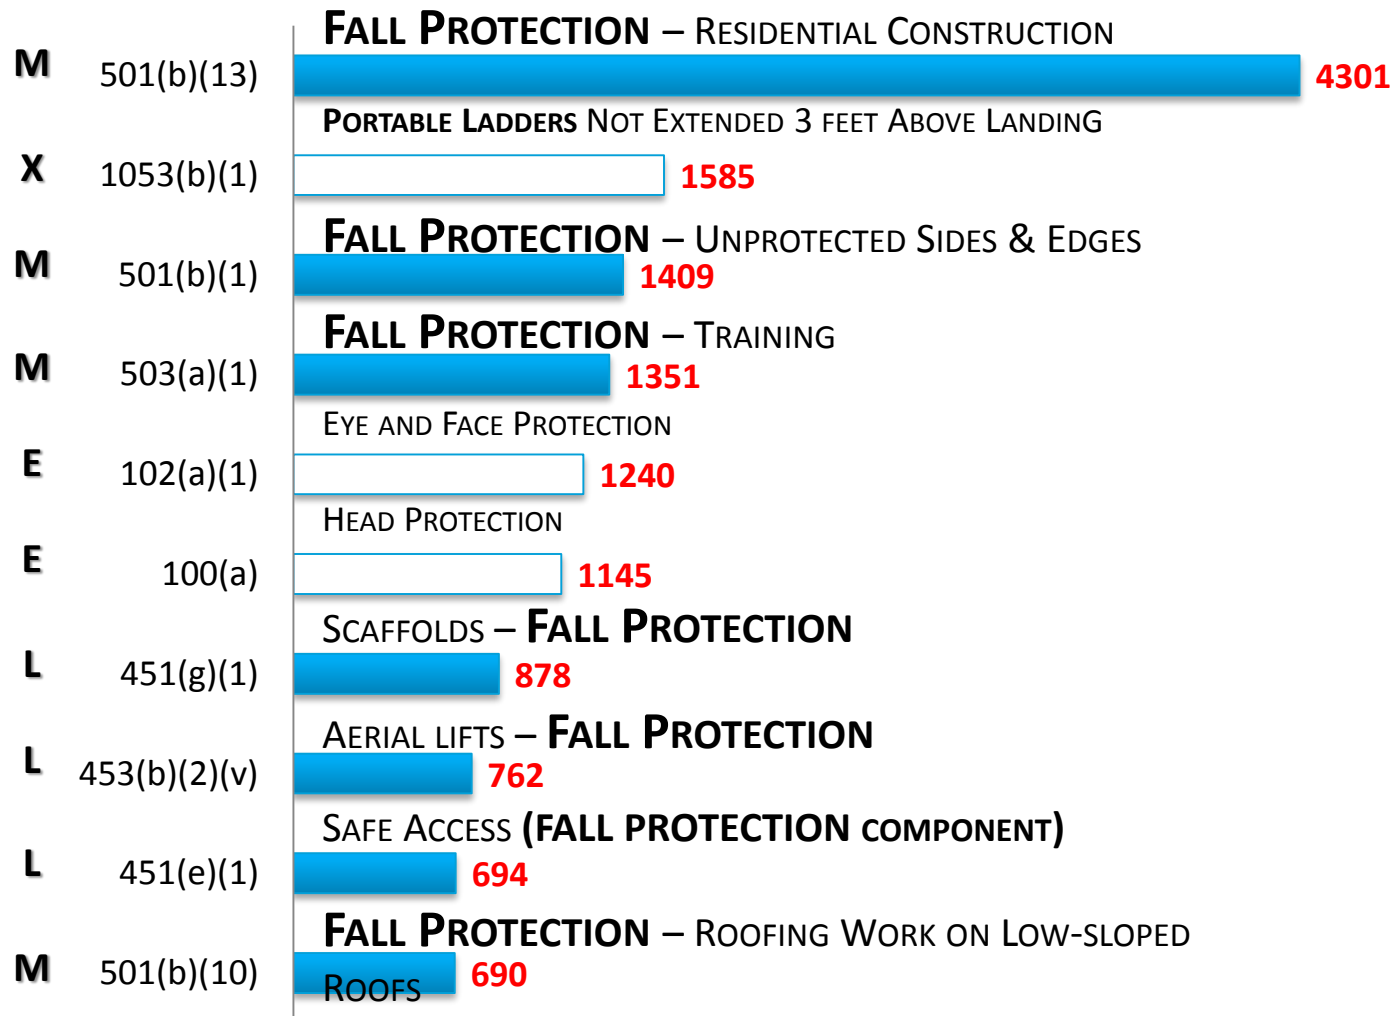 FALL PROTECTION – RESIDENTIAL CONSTRUCTION
M 501(b)(13) 4301
PORTABLE LADDERS NOT EXTENDED 3 FEET ABOVE LANDING
X 1053(b)(1) 1585
FALL PROTECTION – UNPROTECTED SIDES & EDGES
M 501(b)(1) 1409
FALL PROTECTION – TRAINING
M 503(a)(1) 1351
EYE AND FACE PROTECTION
E 102(a)(1) 1240
HEAD PROTECTION
E 100(a) 1145
SCAFFOLDS – FALL PROTECTION
L 451(g)(1) 878
AERIAL LIFTS – FALL PROTECTION
L 453(b)(2)(v) 762
SAFE ACCESS (FALL PROTECTION COMPONENT)
L 451(e)(1) 694
FALL PROTECTION – ROOFING WORK ON LOW-SLOPED
ROOFS
M 501(b)(10) 690